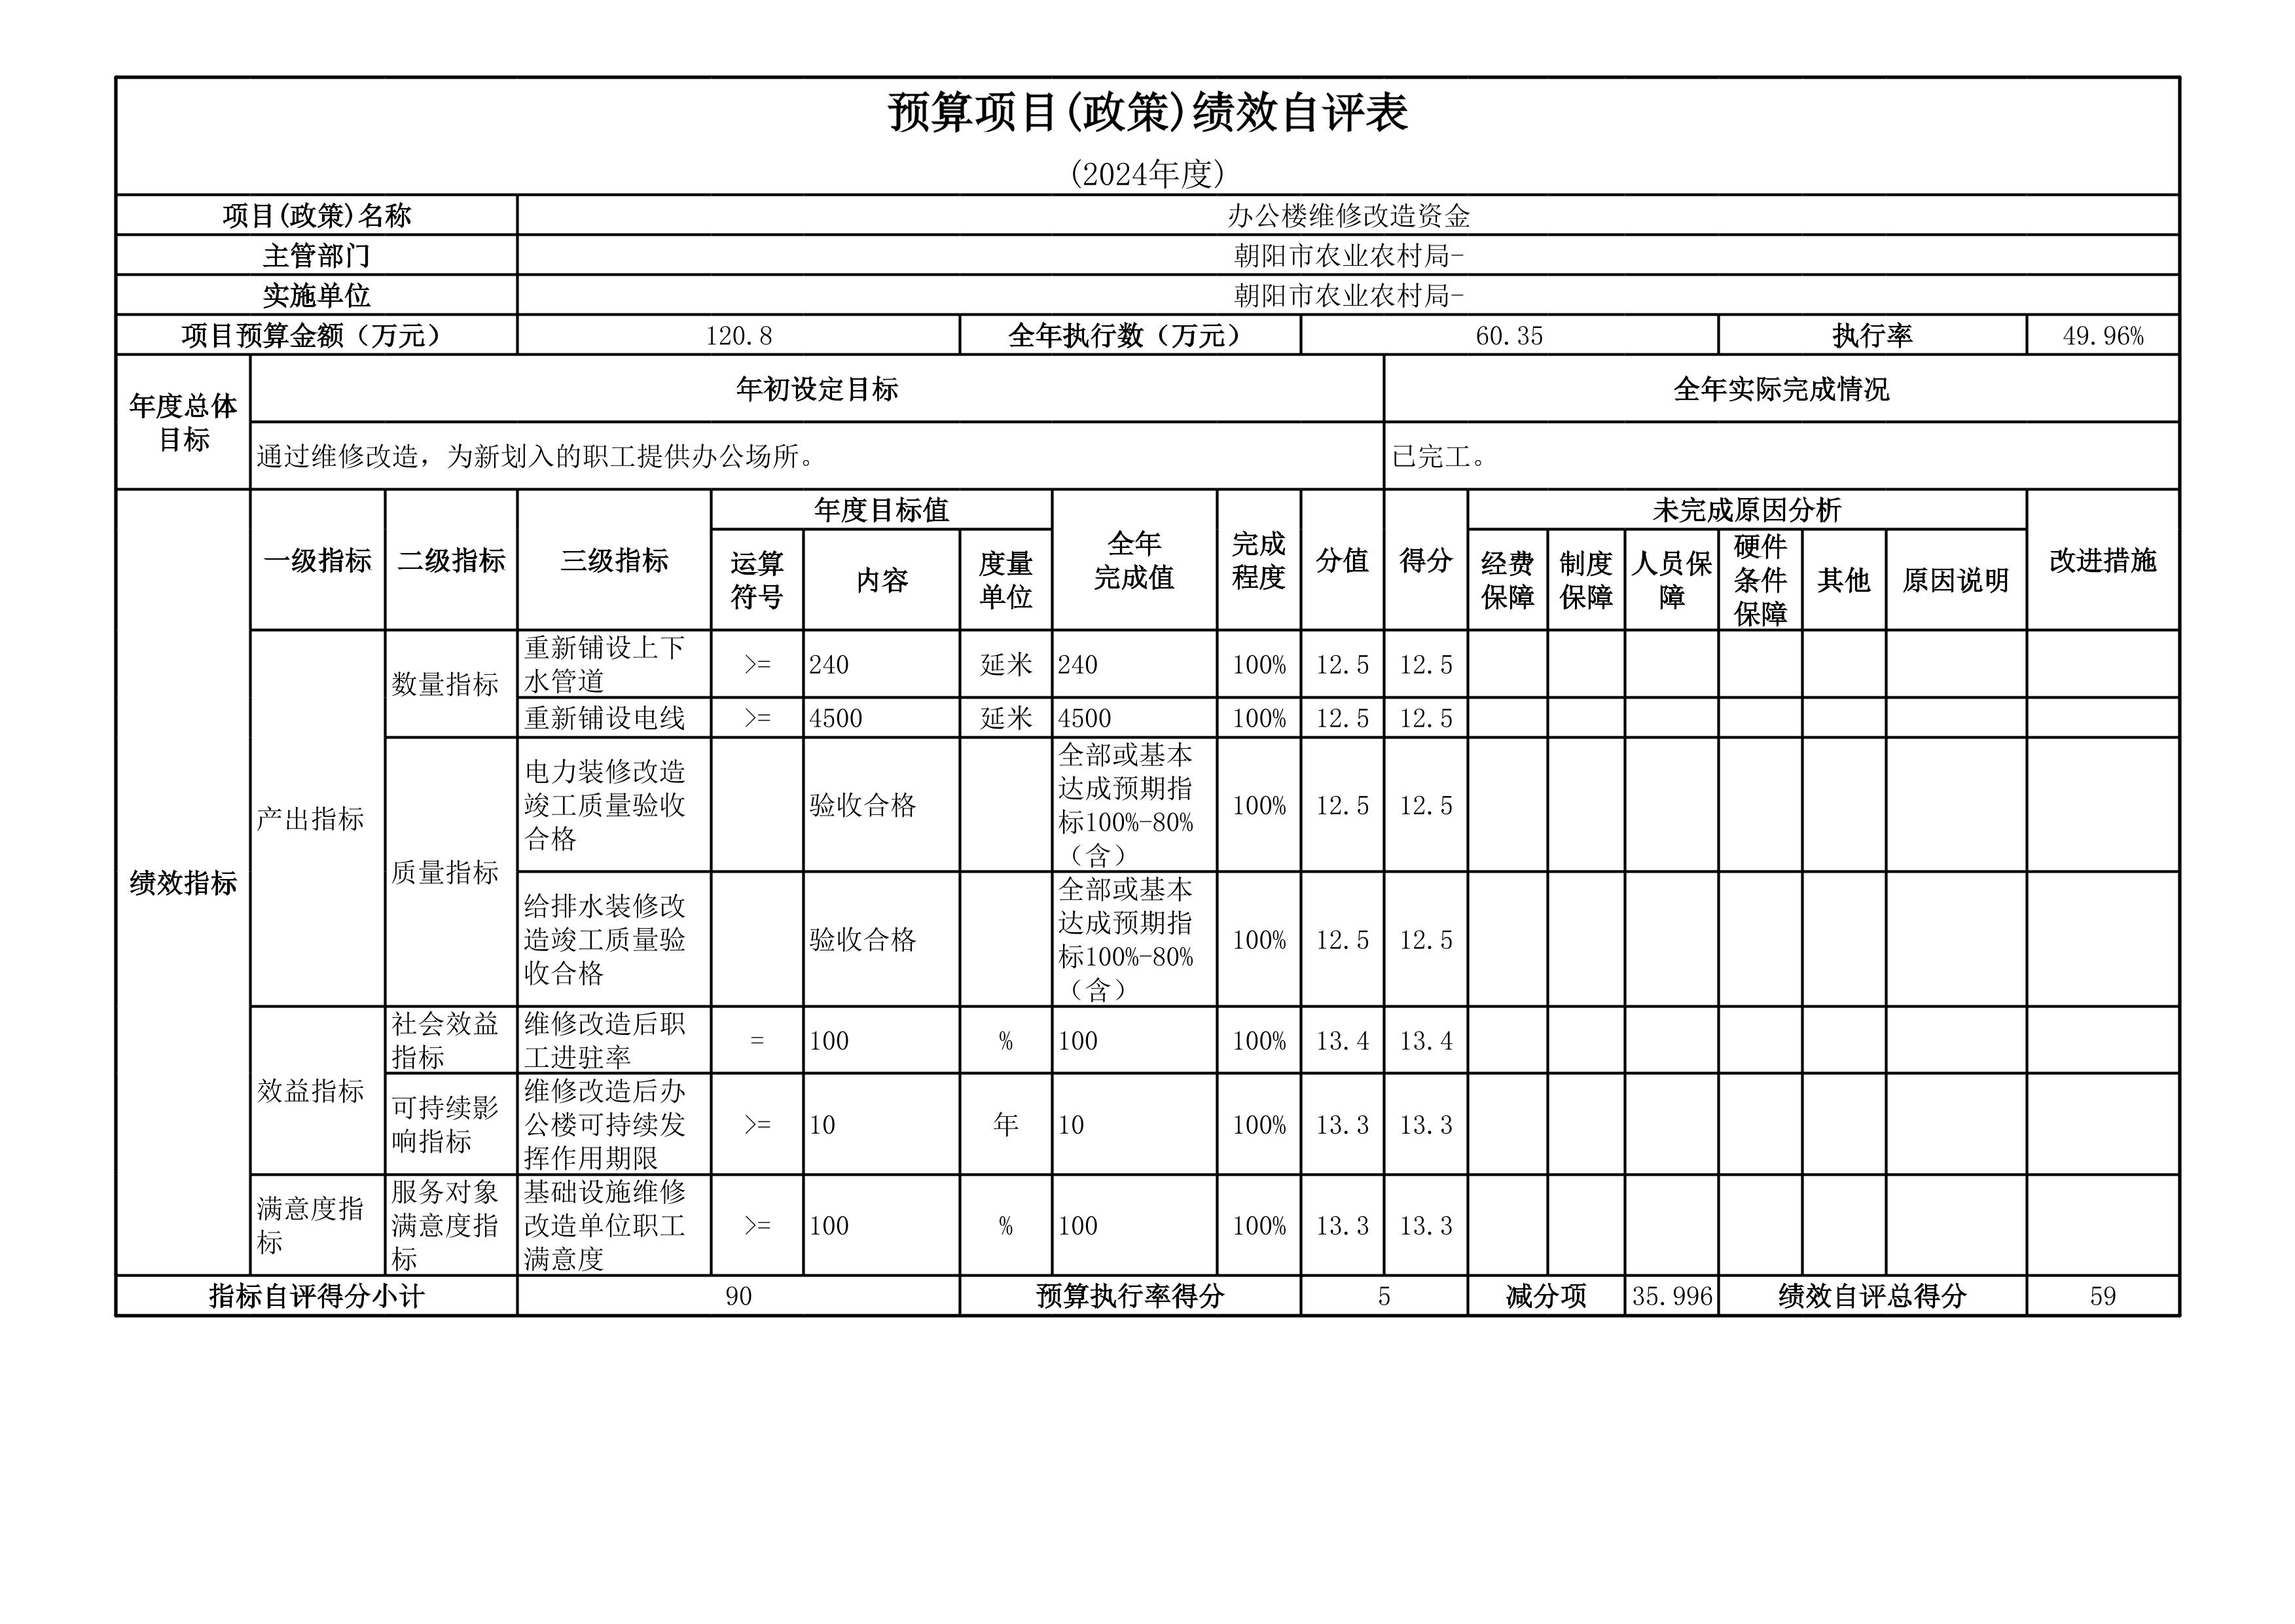 预算项目(政策)绩效自评表
(2024年度)
项目(政策)名称 办公楼维修改造资金
主管部门 朝阳市农业农村局-
实施单位 朝阳市农业农村局-
项目预算金额（万元） 120.8 全年执行数（万元） 60.35 执行率 49.96%
年度总体
目标
年初设定目标 全年实际完成情况
通过维修改造，为新划入的职工提供办公场所。 已完工。
绩效指标
一级指标 二级指标 三级指标
年度目标值
运算
符号
内容
度量
单位
全年
完成值
完成
程度
分值 得分
未完成原因分析
经费
保障
制度
保障
人员保
障
硬件
条件
保障
其他 原因说明
改进措施
产出指标
数量指标
重新铺设上下
水管道
>= 240 延米 240 100% 12.5 12.5
重新铺设电线 >= 4500 延米 4500 100% 12.5 12.5
质量指标
电力装修改造
竣工质量验收
合格
验收合格
全部或基本
达成预期指
标100%-80%
（含）
100% 12.5 12.5
给排水装修改
造竣工质量验
收合格
验收合格
全部或基本
达成预期指
标100%-80%
（含）
100% 12.5 12.5
效益指标
社会效益
指标
维修改造后职
工进驻率
= 100 % 100 100% 13.4 13.4
可持续影
响指标
维修改造后办
公楼可持续发
挥作用期限
>= 10 年 10 100% 13.3 13.3
满意度指
标
服务对象
满意度指
标
基础设施维修
改造单位职工
满意度
>= 100 % 100 100% 13.3 13.3
指标自评得分小计 90 预算执行率得分 5 减分项 35.996 绩效自评总得分 59